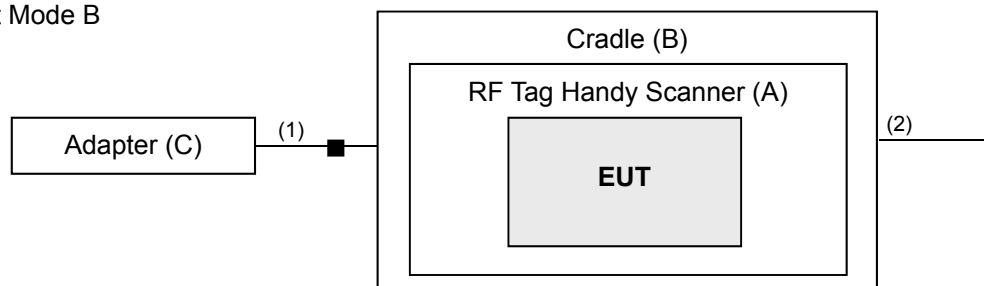 Mode B
Cradle (B)
RF Tag Handy Scanner (A)
Adapter (C)
(1)
(2)
EUT